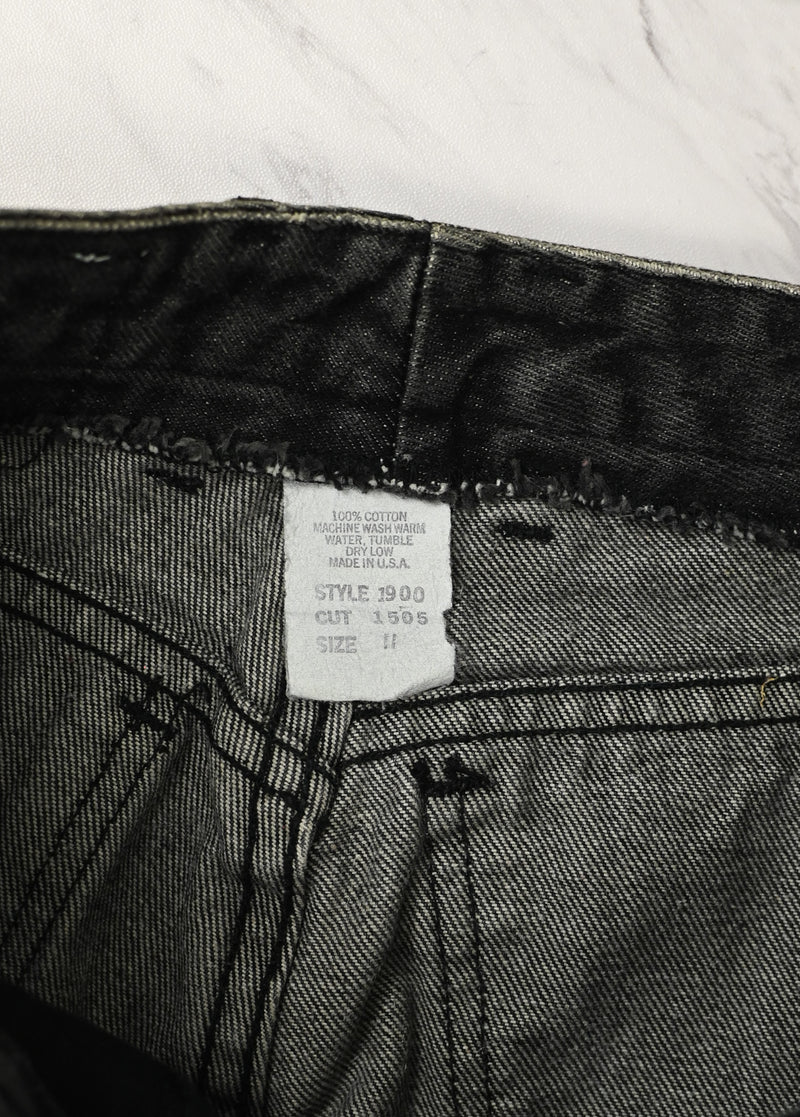 100% COTTON
MACHINE WASH WARM
WATER, TUMBLE
DRY LOW
MADE IN U.S.A.
STYLE 1900
CUT 1505
SIZE 11